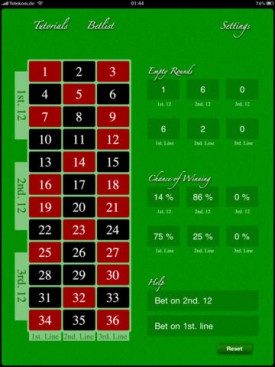 Telekom.de 01:44 74%
Tutorials Botlist Settings
1 2 3
4 5 6
7 8 9
10 11 12
13 14 15
16 17 18
19 20 21
22 23 24
25 26 27
28 29 30
31 32 33
34 35 36
1st. 12
2nd. 12
3rd. 12
1st. Line 2nd. Line 3rd. Line
Empty Rounds
1 6 0
1st. 12 2nd. 12 3rd. 12
6 2 0
1st. Line 2nd. Line 3rd. Line
Chance of Winning
14 % 86 % 0 %
1st. 12 2nd. 12 3rd. 12
75 % 25 % 0 %
1st. Line 2nd. Line 3rd. Line
Help
Bet on 2nd. 12
Bet on 1st. line
Reset